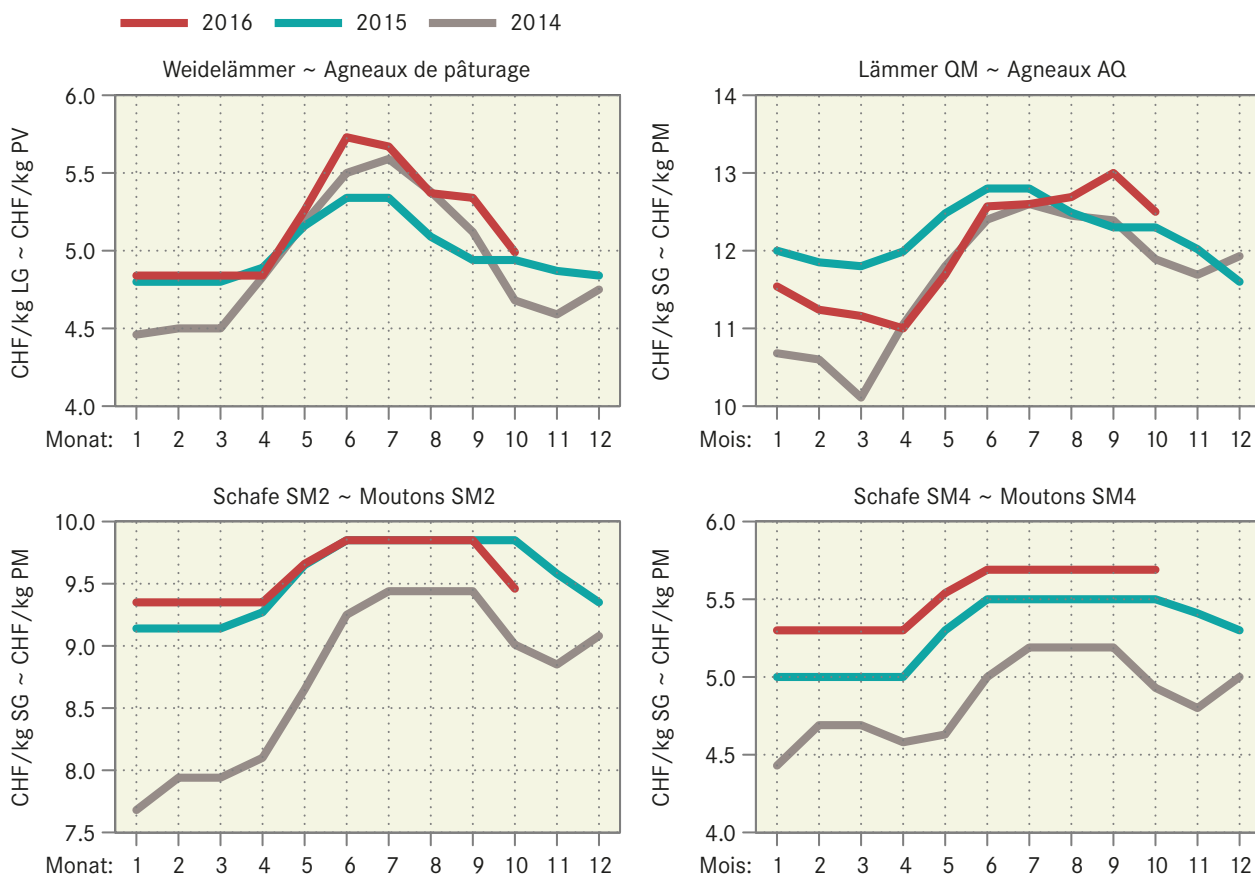 2016 2015 2014
Weidelämmer ~ Agneaux de pâturage
CHF/kg LG ~ CHF/kg PV
6.0
5.5
5.0
4.5
4.0
Monat: 1 2 3 4 5 6 7 8 9 10 11 12
Lämmer QM ~ Agneaux AQ
CHF/kg SG ~ CHF/kg PM
14
13
12
11
10
Mois: 1 2 3 4 5 6 7 8 9 10 11 12
Schafe SM2 ~ Moutons SM2
CHF/kg SG ~ CHF/kg PM
10.0
9.5
9.0
8.5
8.0
7.5
Monat: 1 2 3 4 5 6 7 8 9 10 11 12
Schafe SM4 ~ Moutons SM4
CHF/kg SG ~ CHF/kg PM
6.0
5.5
5.0
4.5
4.0
Mois: 1 2 3 4 5 6 7 8 9 10 11 12